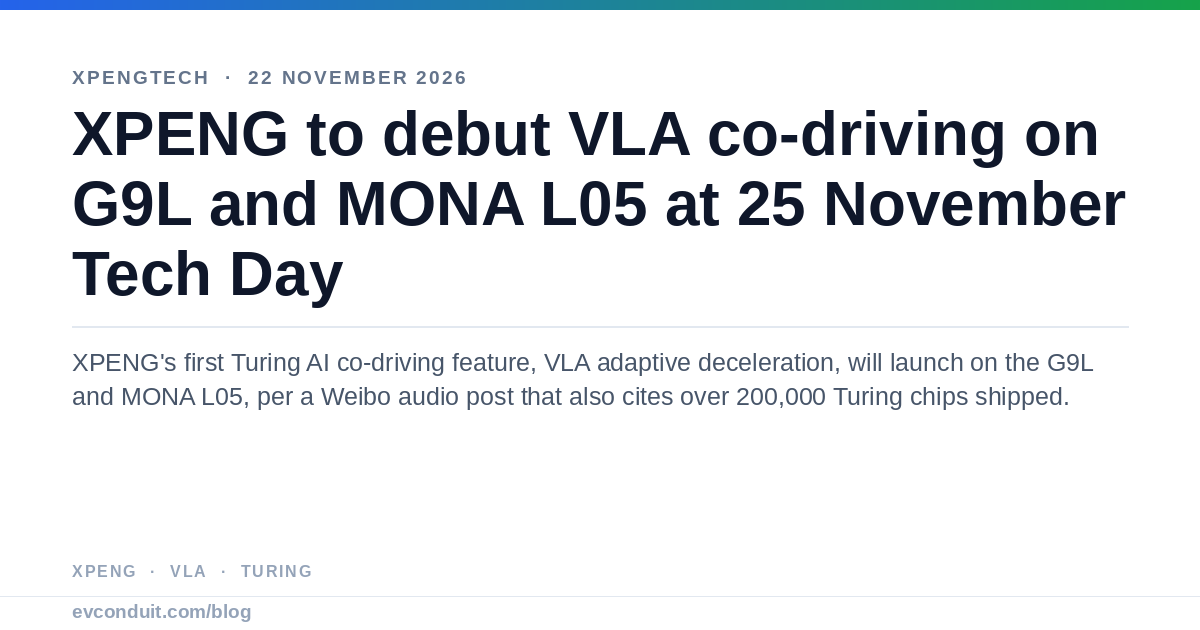 XPENGTECH · 22 NOVEMBER 2026
XPENG to debut VLA co-driving on
G9L and MONA L05 at 25 November
Tech Day
XPENG's first Turing AI co-driving feature, VLA adaptive deceleration, will launch on the G9L
and MONA L05, per a Weibo audio post that also cites over 200,000 Turing chips shipped.
XPENG · VLA · TURING
evconduit.com/blog